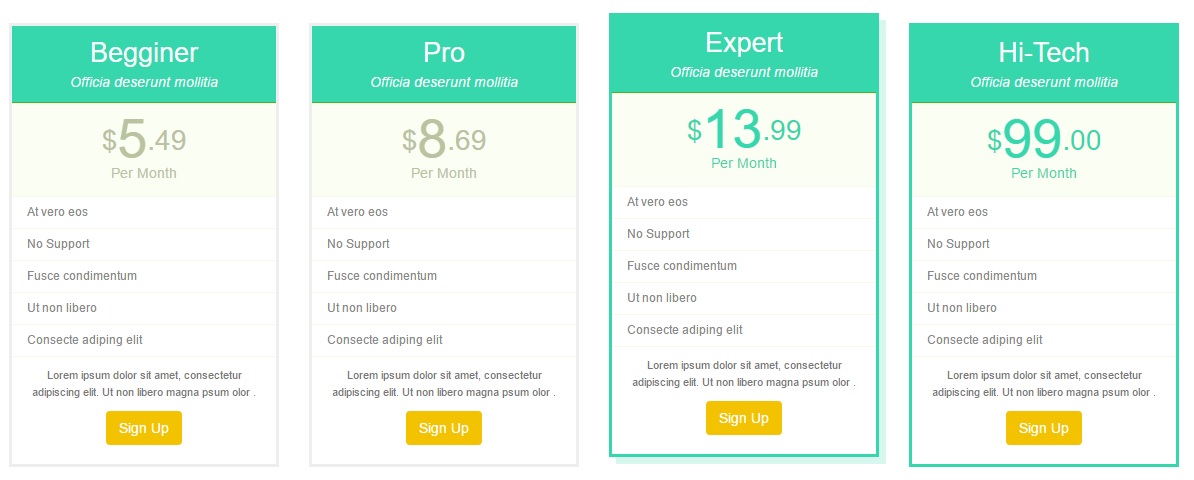 Begginer
Officia deserunt mollitia
$5.49
Per Month
At vero eos
No Support
Fusce condimentum
Ut non libero
Consecte adiping elit
Lorem ipsum dolor sit amet, consectetur
adipiscing elit. Ut non libero magna psum olor .
Sign Up
Pro
Officia deserunt mollitia
$8.69
Per Month
At vero eos
No Support
Fusce condimentum
Ut non libero
Consecte adiping elit
Lorem ipsum dolor sit amet, consectetur
adipiscing elit. Ut non libero magna psum olor .
Sign Up
Expert
Officia deserunt mollitia
$13.99
Per Month
At vero eos
No Support
Fusce condimentum
Ut non libero
Consecte adiping elit
Lorem ipsum dolor sit amet, consectetur
adipiscing elit. Ut non libero magna psum olor .
Sign Up
Hi-Tech
Officia deserunt mollitia
$99.00
Per Month
At vero eos
No Support
Fusce condimentum
Ut non libero
Consecte adiping elit
Lorem ipsum dolor sit amet, consectetur
adipiscing elit. Ut non libero magna psum olor .
Sign Up